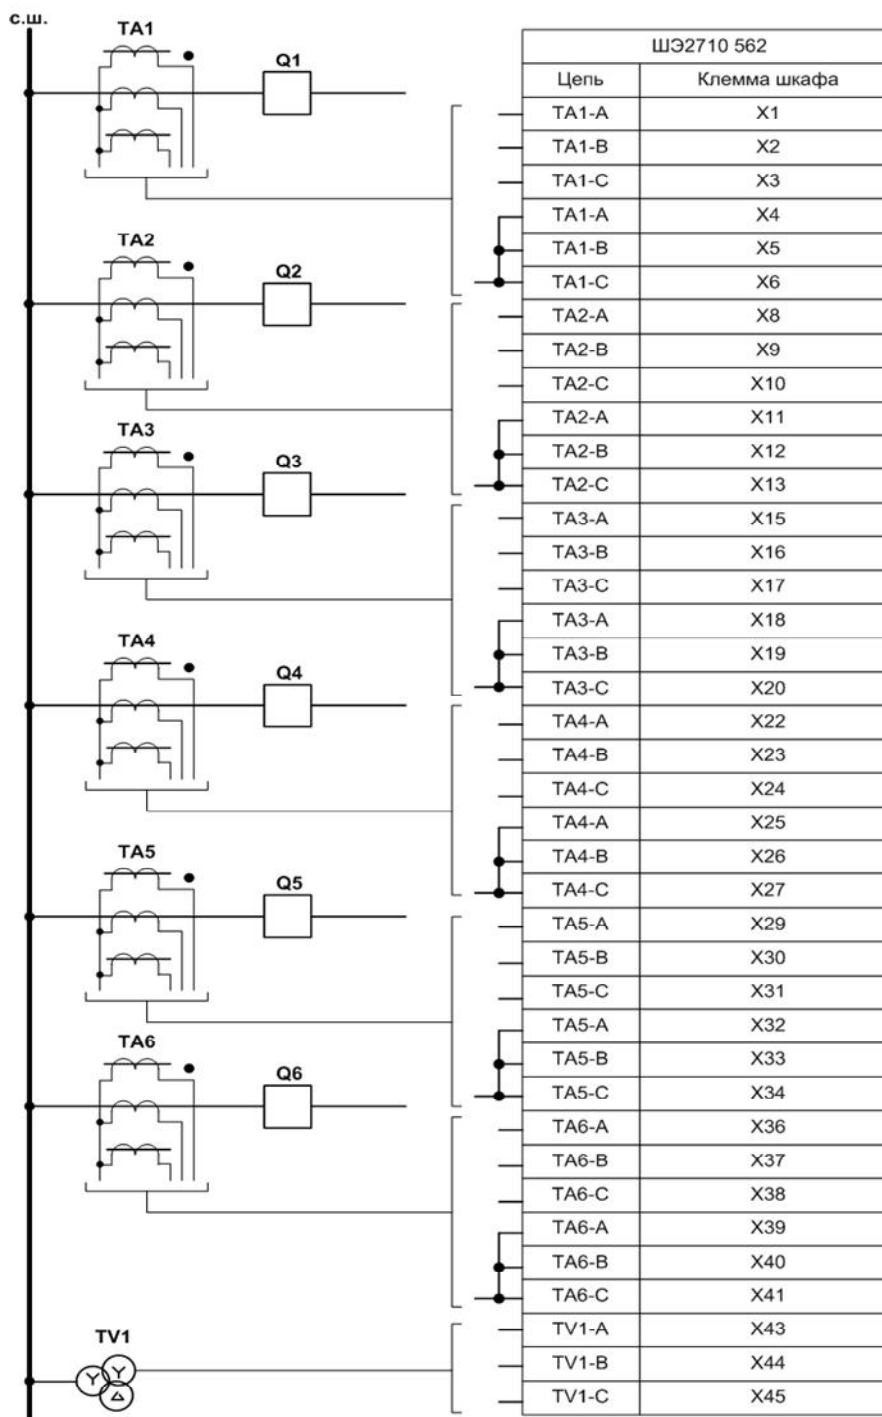 с.ш.
TA1
Q1
TA2
Q2
TA3
Q3
TA4
Q4
TA5
Q5
TA6
Q6
TV1
ШЭ2710 562
Цепь Клемма шкафа
TA1-A X1
TA1-B X2
TA1-C X3
TA1-A X4
TA1-B X5
TA1-C X6
TA2-A X8
TA2-B X9
TA2-C X10
TA2-A X11
TA2-B X12
TA2-C X13
TA3-A X15
TA3-B X16
TA3-C X17
TA3-A X18
TA3-B X19
TA3-C X20
TA4-A X22
TA4-B X23
TA4-C X24
TA4-A X25
TA4-B X26
TA4-C X27
TA5-A X29
TA5-B X30
TA5-C X31
TA5-A X32
TA5-B X33
TA5-C X34
TA6-A X36
TA6-B X37
TA6-C X38
TA6-A X39
TA6-B X40
TA6-C X41
TV1-A X43
TV1-B X44
TV1-C X45